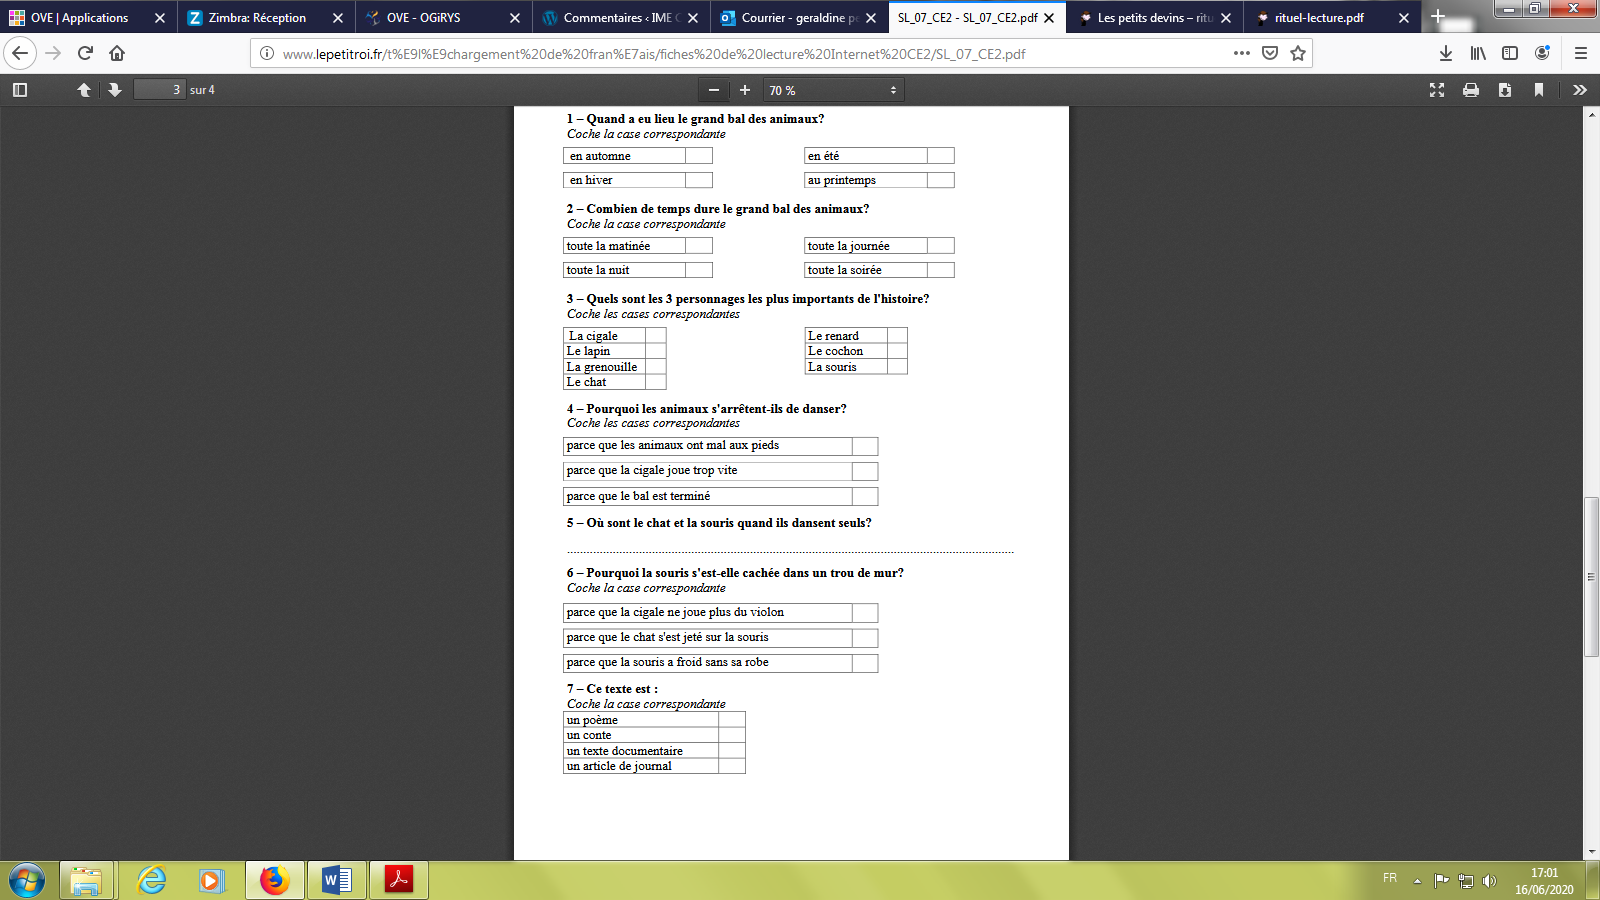 OVE | Applications
Zimbra: Réception
OVE - OGiRYS
Commentaires ‹ IME
Courrier - geraldine
SL_07_CE2 - SL_07_CE2.pdf
Les petits devins –
rituel-lecture.pdf
www.lepetitroi.fr/t%E9l%E9chargement%20de%20fran%E7ais/fiches%20de%20lecture%20Internet%20CE2/SL_07_CE2.pdf
3 sur 4
70 %
1 – Quand a eu lieu le grand bal des animaux?
Coche la case correspondante
en automne en été
en hiver au printemps
2 – Combien de temps dure le grand bal des animaux?
Coche la case correspondante
toute la matinée toute la journée
toute la nuit toute la soirée
3 – Quels sont les 3 personnages les plus importants de l'histoire?
Coche les cases correspondantes
La cigale Le renard
Le lapin Le cochon
La grenouille La souris
Le chat
4 – Pourquoi les animaux s'arrêtent-ils de danser?
Coche les cases correspondantes
parce que les animaux ont mal aux pieds
parce que la cigale joue trop vite
parce que le bal est terminé
5 – Où sont le chat et la souris quand ils dansent seuls?
6 – Pourquoi la souris s'est-elle cachée dans un trou de mur?
Coche la case correspondante
parce que la cigale ne joue plus du violon
parce que le chat s'est jeté sur la souris
parce que la souris a froid sans sa robe
7 – Ce texte est :
Coche la case correspondante
un poème
un conte
un texte documentaire
un article de journal
FR
17:01
16/06/2020